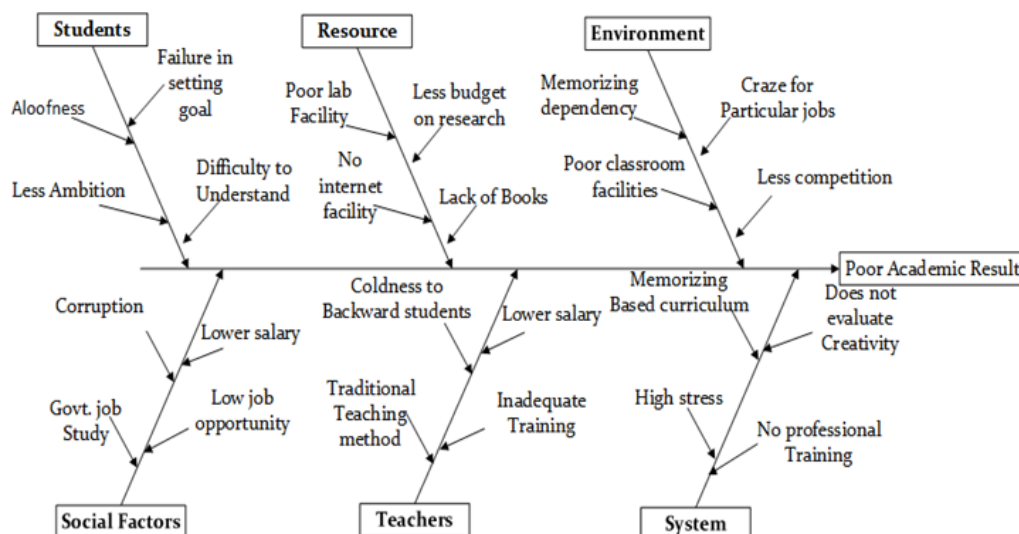 Students
Resource
Environment
Failure in
setting
goal
Aloofness
Less Ambition
Difficulty to
Understand
Poor lab
Facility
Less budget
on research
No
internet
facility
Lack of Books
Memorizing
dependency
Craze for
Particular jobs
Poor classroom
facilities
Less competition
Poor Academic Result
Corruption
Lower salary
Govt. job
Study
Low job
opportunity
Coldness to
Backward students
Lower salary
Traditional
Teaching
method
Inadequate
Training
Memorizing
Based curriculum
Does not
evaluate
Creativity
High stress
No professional
Training
Social Factors
Teachers
System